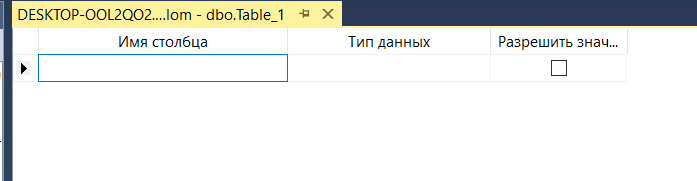 DESKTOP-OOL2QO2....lom - dbo.Table_1
Имя столбца Тип данных Разрешить знач...